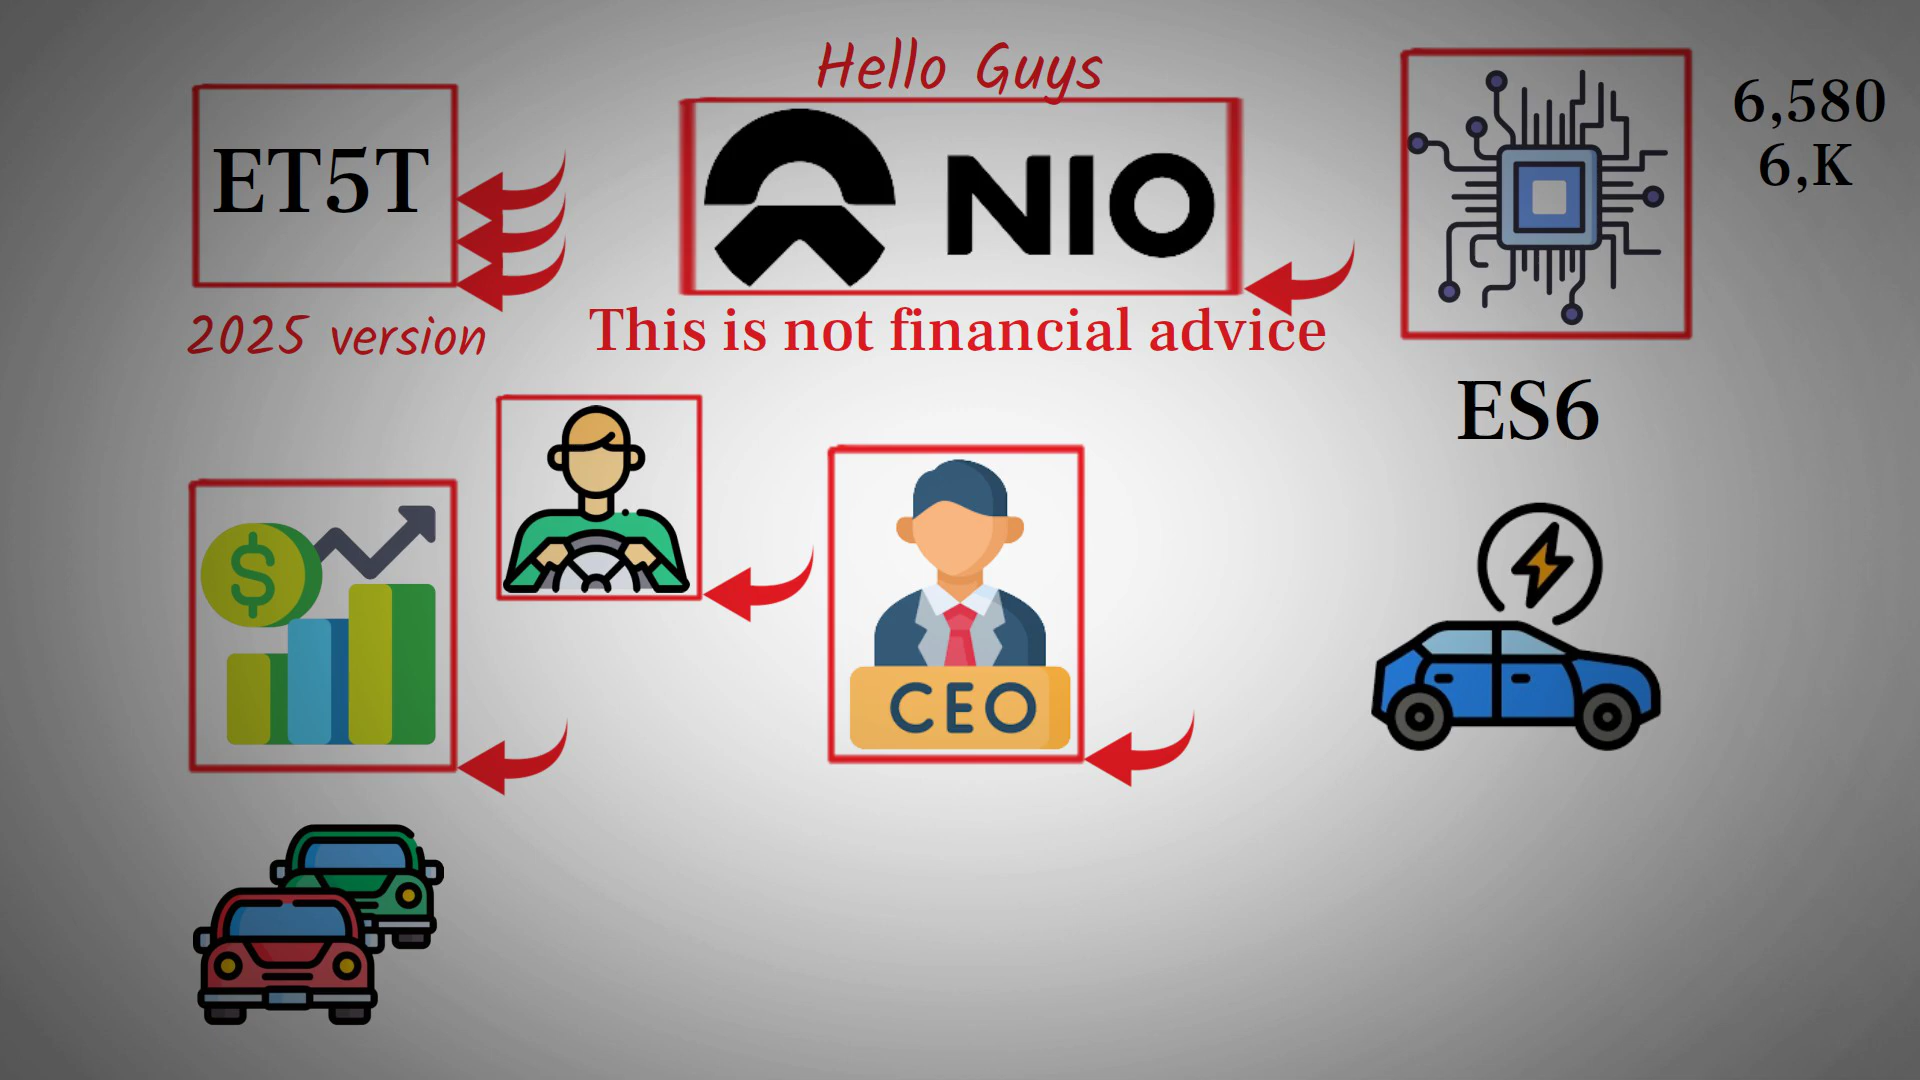 Hello Guys
ET5T
NIO
6,580
6,K
2025 version
This is not financial advice
ES6
$
CEO